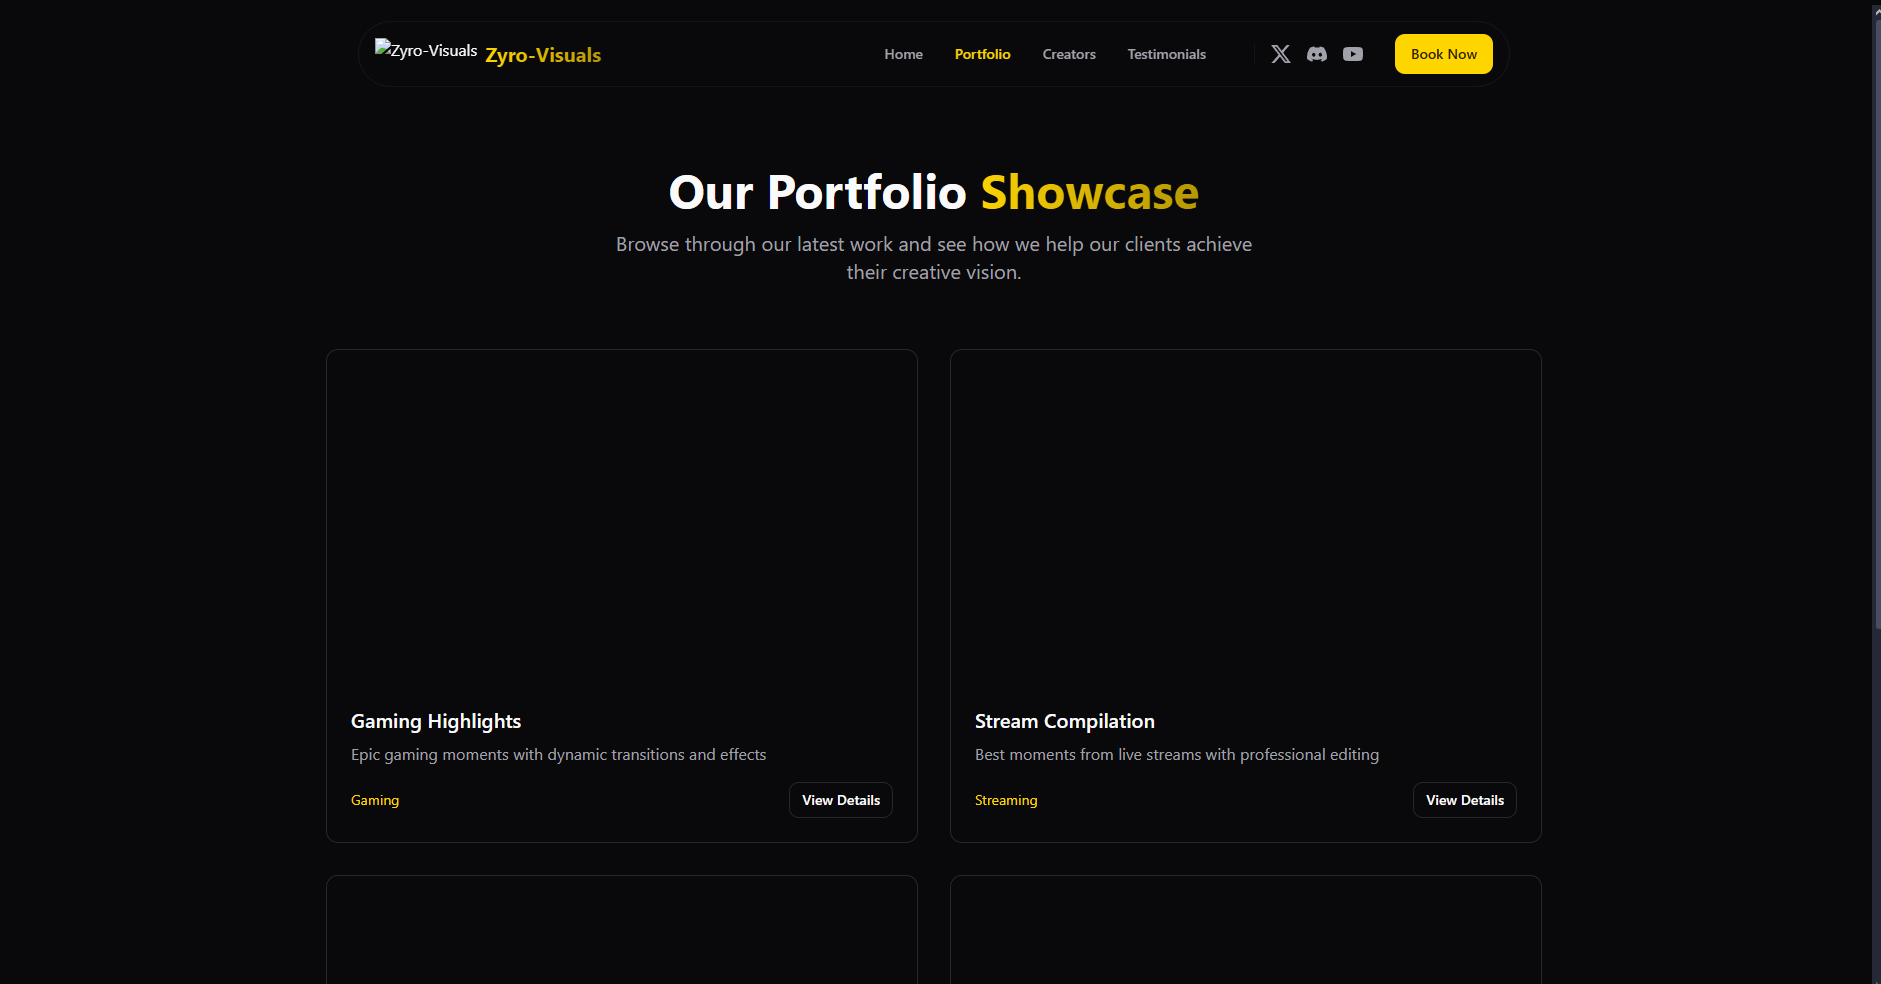 Zyro-Visuals Zyro-Visuals Home Portfolio Creators Testimonials Book Now
Our Portfolio Showcase
Browse through our latest work and see how we help our clients achieve
their creative vision.
Gaming Highlights
Epic gaming moments with dynamic transitions and effects
Gaming View Details
Stream Compilation
Best moments from live streams with professional editing
Streaming View Details